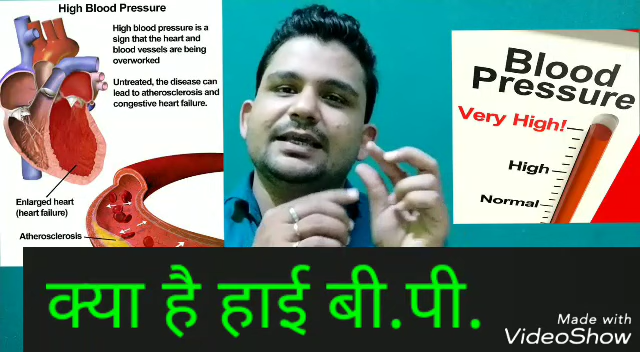 High Blood Pressure
High blood pressure is a
sign that the heart and
blood vessels are being
overworked
Untreated, the disease can
lead to atherosclerosis and
congestive heart failure.
Enlarged heart
(heart failure)
Atherosclerosis
Blood
Pressure
Very High!
High
Normal
क्या है हाई बी.पी.
Made with
VideoShow